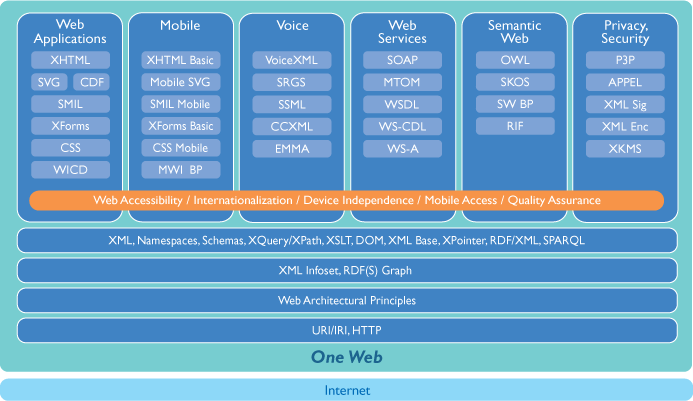 Web
Applications
XHTML
SVG CDF
SMIL
XForms
CSS
WICD
Mobile
XHTML Basic
Mobile SVG
SMIL Mobile
XForms Basic
CSS Mobile
MWI BP
Voice
VoiceXML
SRGS
SSML
CCXML
EMMA
Web
Services
SOAP
MTOM
WSDL
WS-CDL
WS-A
Semantic
Web
OWL
SKOS
SW BP
RIF
Privacy,
Security
P3P
APPEL
XML Sig
XML Enc
XKMS
Web Accessibility / Internationalization / Device Independence / Mobile Access / Quality Assurance
XML, Namespaces, Schemas, XQuery/XPath, XSLT, DOM, XML Base, XPointer, RDF/XML, SPARQL
XML Infoset, RDF(S) Graph
Web Architectural Principles
URI/IRI, HTTP
One Web
Internet